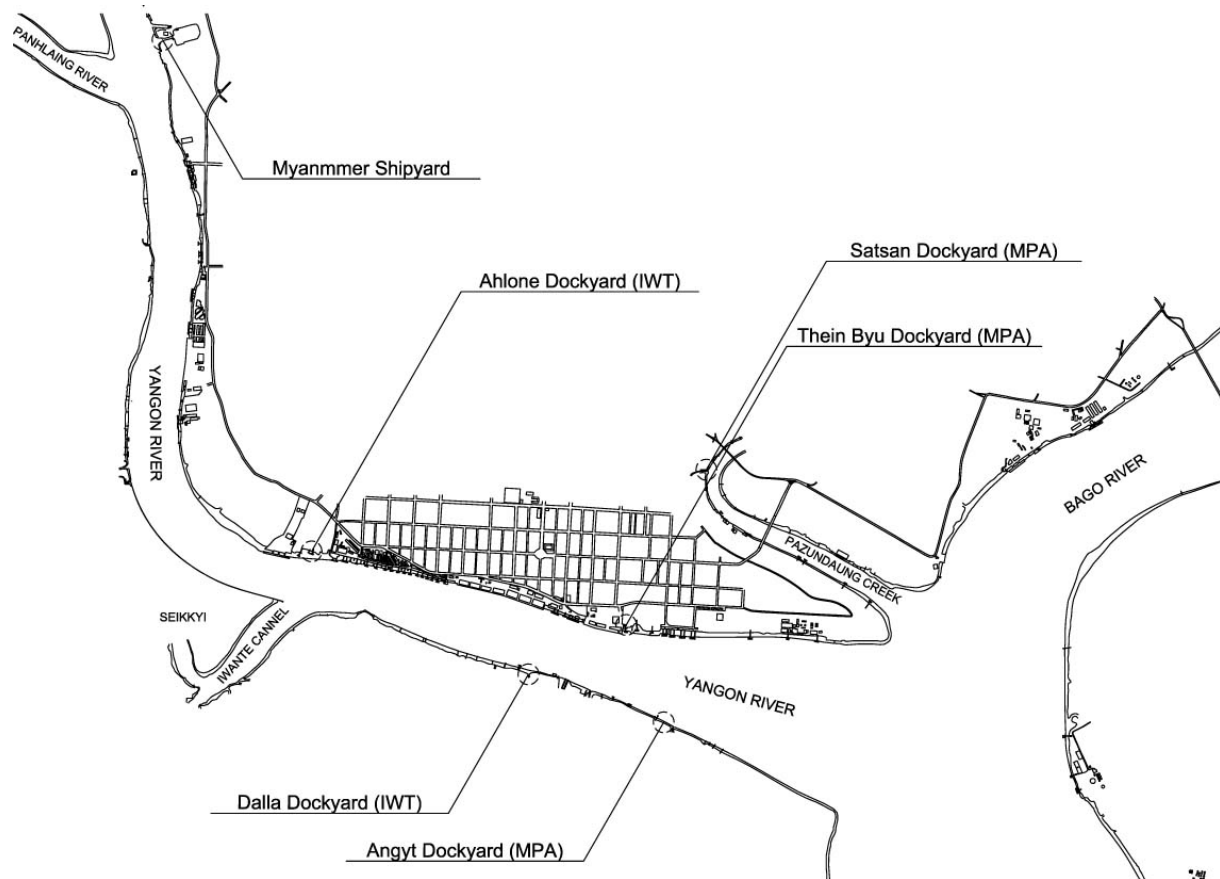 PANHLAING RIVER
Myanmmer Shipyard
Satsan Dockyard (MPA)
Ahlone Dockyard (IWT)
Thein Byu Dockyard (MPA)
YANGON RIVER
BAGO RIVER
PAZUNDAUNG CREEK
SEIKKYI
IWANTE CANNEL
YANGON RIVER
Dalla Dockyard (IWT)
Angyt Dockyard (MPA)